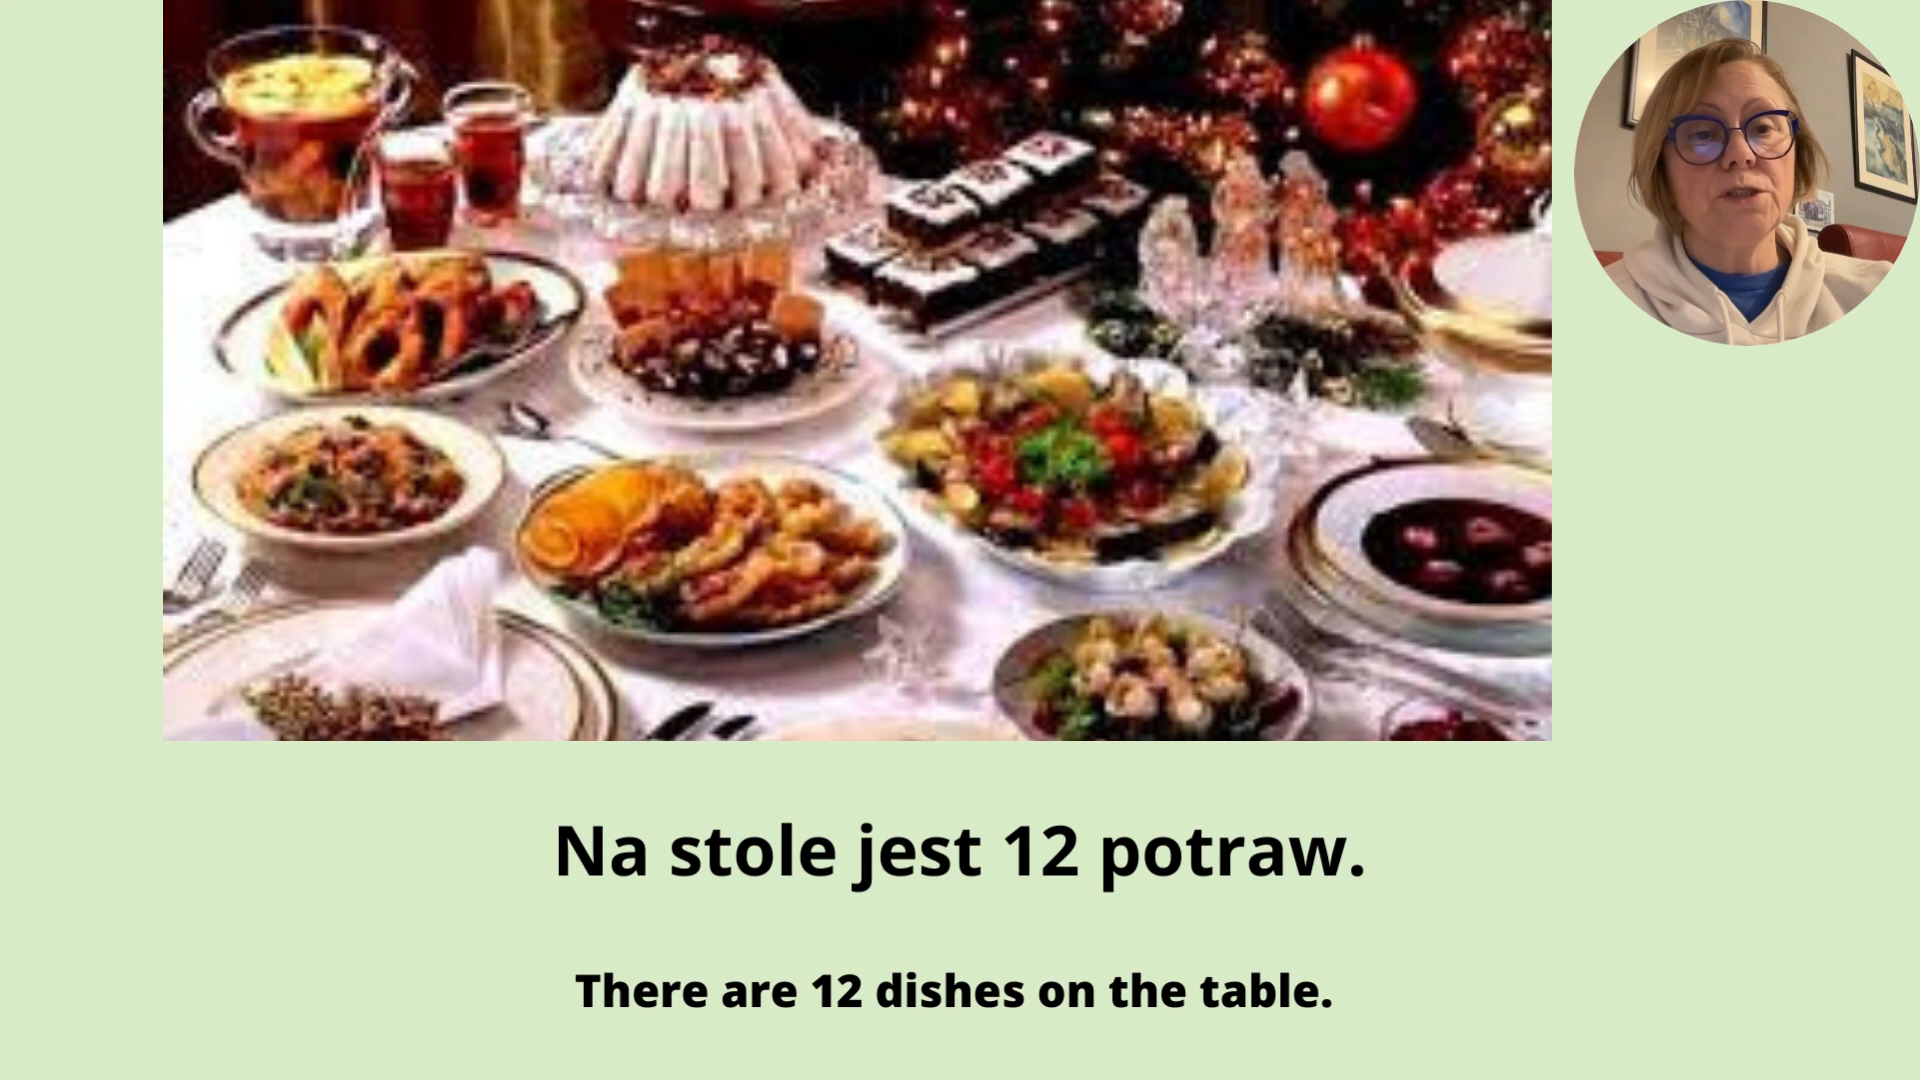 Na stole jest 12 potraw.
There are 12 dishes on the table.